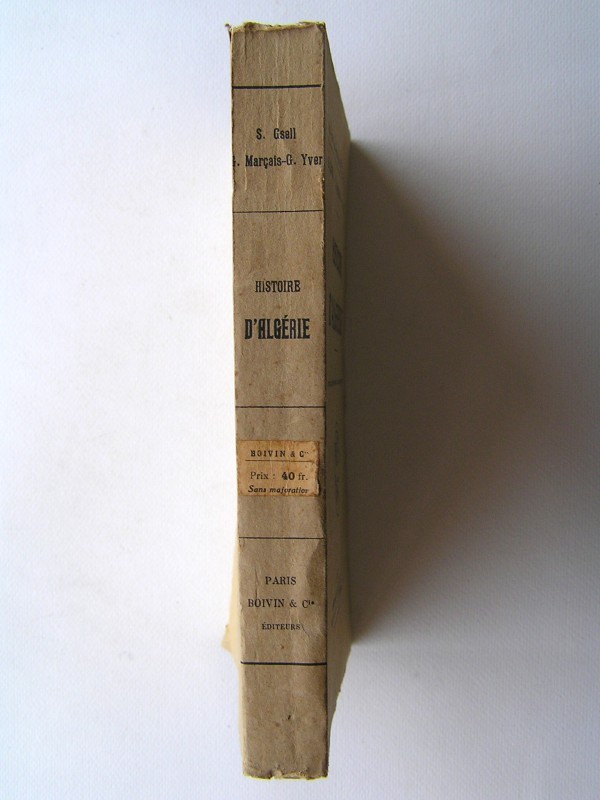 S. Gsell
G. Marçais-G. Yver
HISTOIRE
D'ALGÉRIE
BOIVIN & Cie
Prix : 40 fr.
Sans majoration
PARIS
BOIVIN & Cie
ÉDITEURS